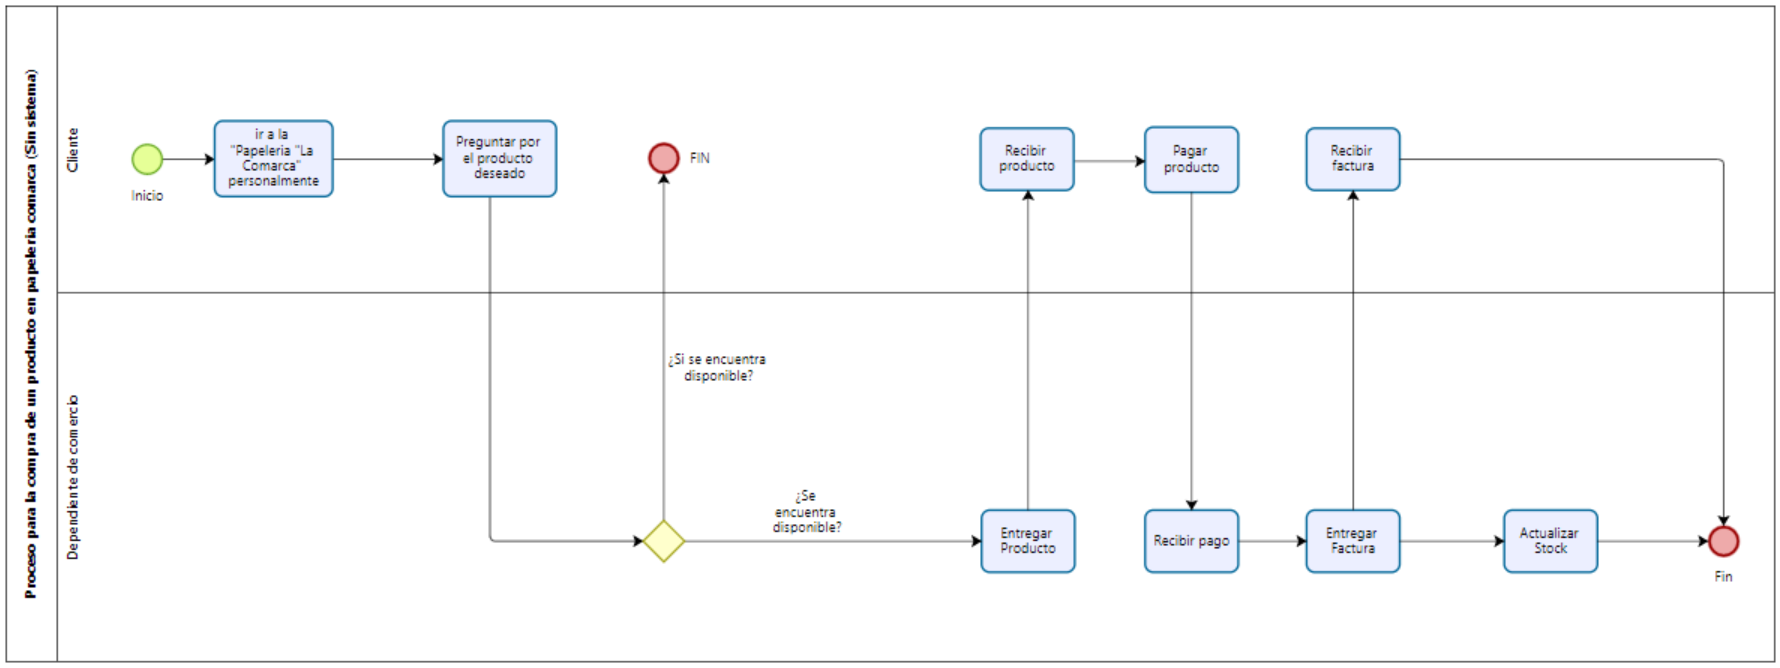 Proceso para la compra de un producto en papeleria comarca (Sin sistema)
Cliente
Inicio
ir a la
"Papeleria "La
Comarca"
personalmente
Preguntar por
el producto
deseado
FIN
Recibir
producto
Pagar
producto
Recibir
factura
Dependiente de comercio
¿Si se encuentra
disponible?
¿Se
encuentra
disponible?
Entregar
Producto
Recibir pago
Entregar
Factura
Actualizar
Stock
Fin